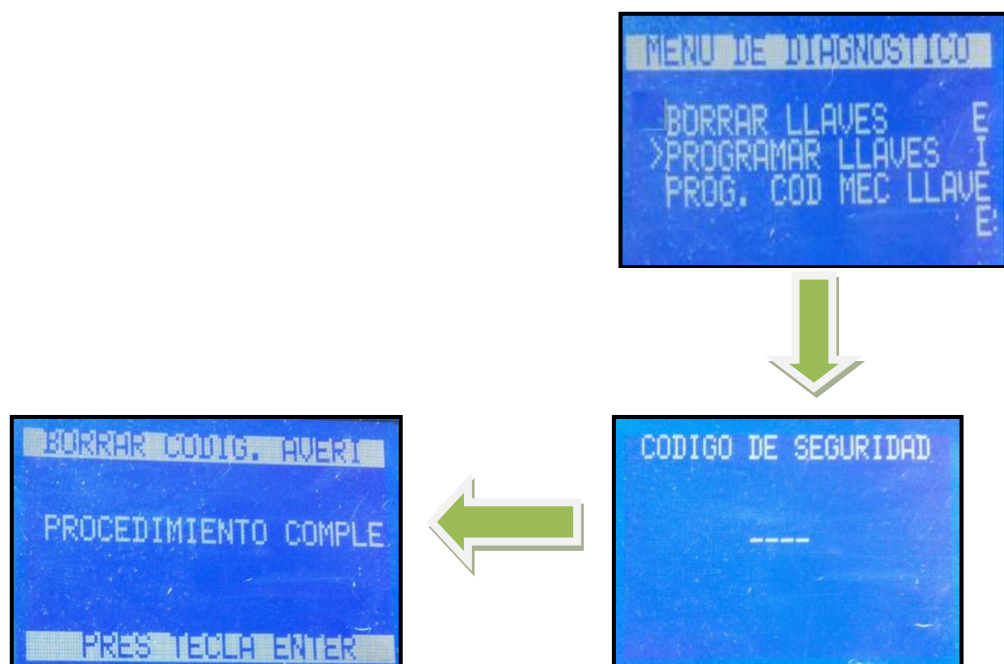 MENU DE DIAGNOSTICO
BORRAR LLAVES E
>PROGRAMAR LLAVES I
PROG. COD MEC LLAVE
E:
CODIGO DE SEGURIDAD
----
BORRAR CODIG. AVERI
PROCEDIMIENTO COMPLE
PRES TECLA ENTER